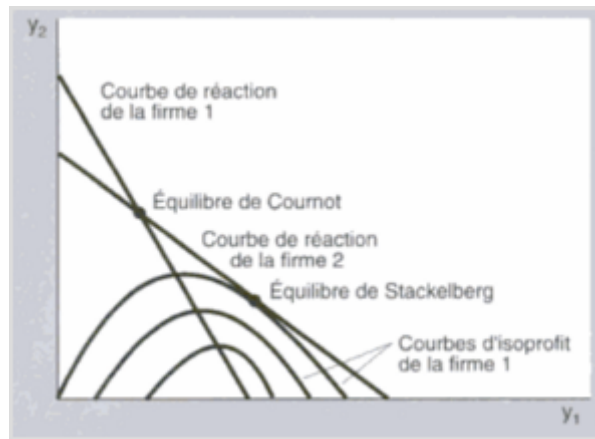 y₂
Courbe de réaction
de la firme 1
Équilibre de Cournot
Courbe de réaction
de la firme 2
Équilibre de Stackelberg
Courbes d'isoprofit
de la firme 1
y₁